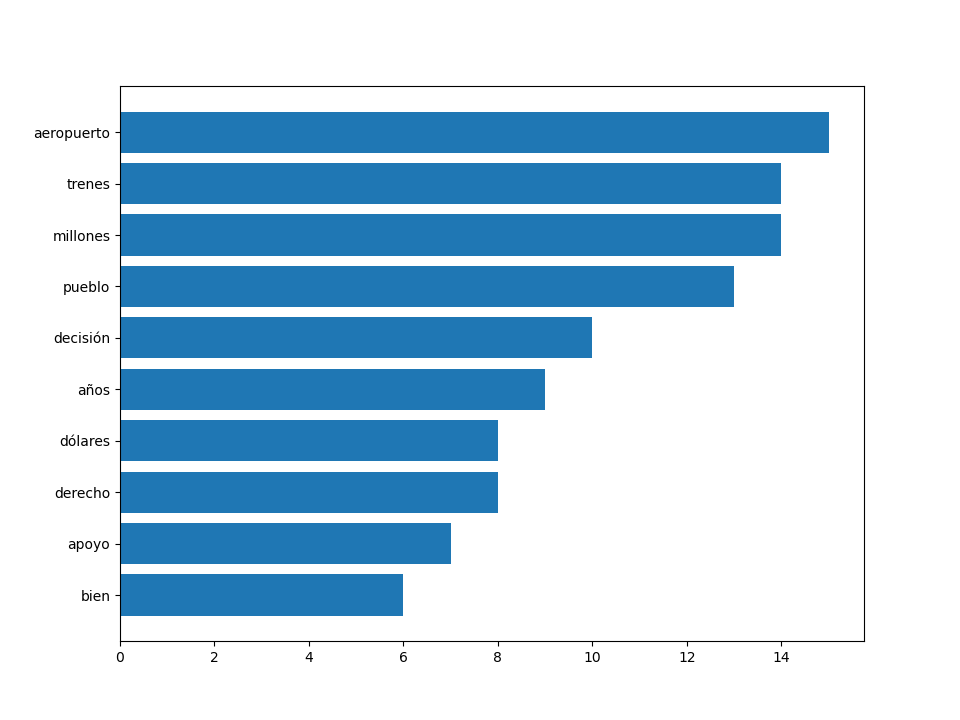 aeropuerto
trenes
millones
pueblo
decisión
años
dólares
derecho
apoyo
bien
0 2 4 6 8 10 12 14